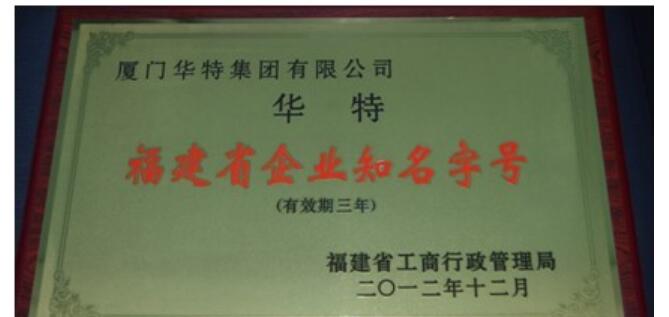 厦门华特集团有限公司
华 特
福建省企业知名字号
(有效期三年)
福建省工商行政管理局
二〇一二年十二月